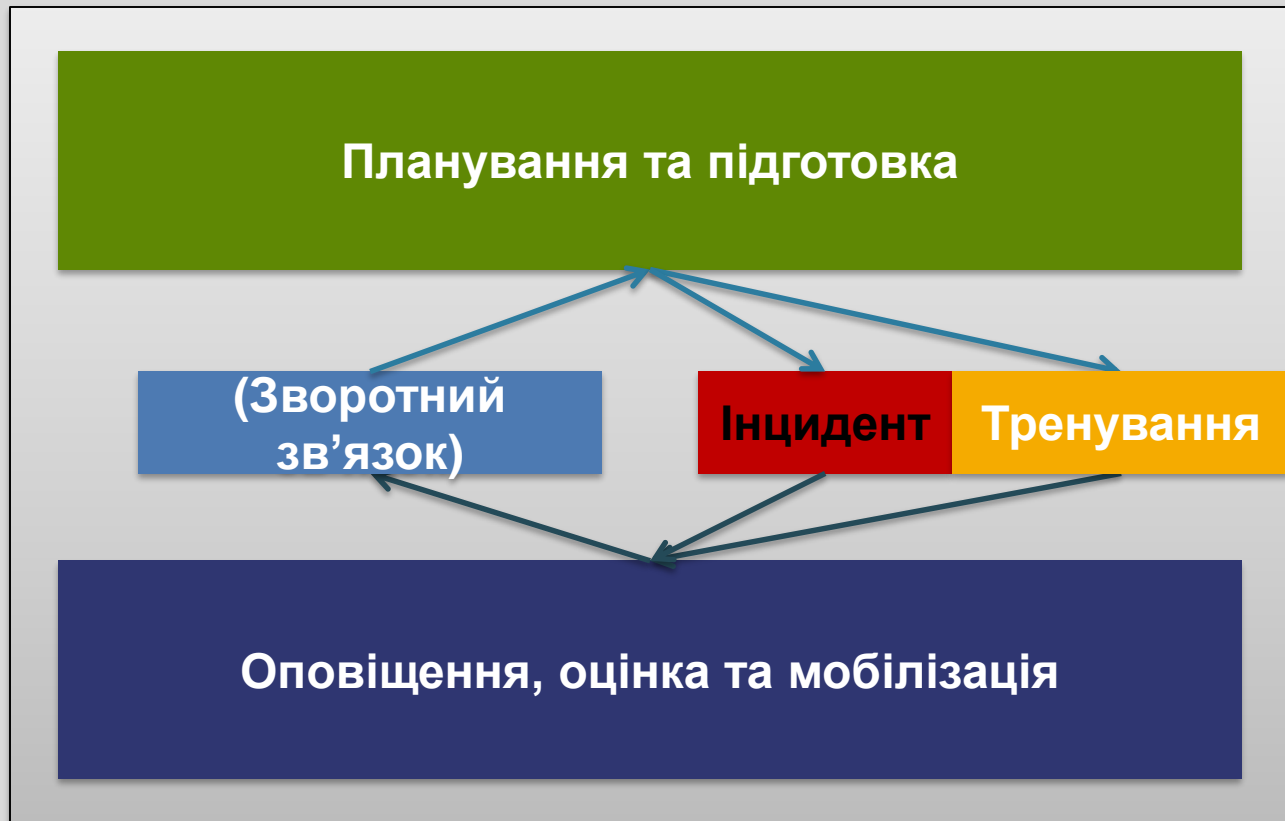 Планування та підготовка
(Зворотний
зв’язок)
Інцидент
Тренування
Оповіщення, оцінка та мобілізація